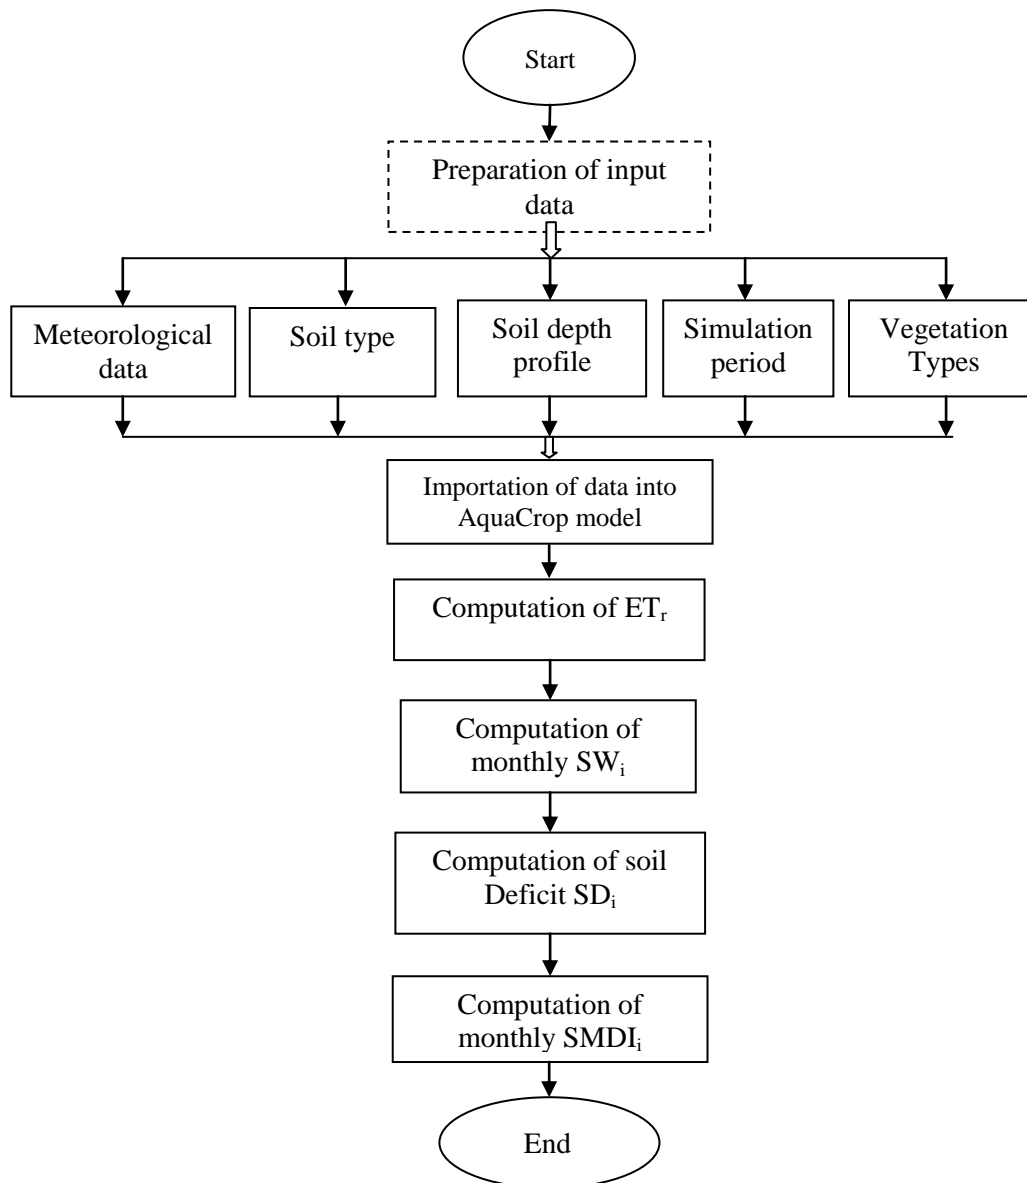 Start
Preparation of input
data
Meteorological
data
Soil type
Soil depth
profile
Simulation
period
Vegetation
Types
Importation of data into
AquaCrop model
Computation of ETr
Computation of
monthly SWi
Computation of soil
Deficit SDi
Computation of
monthly SMDIi
End